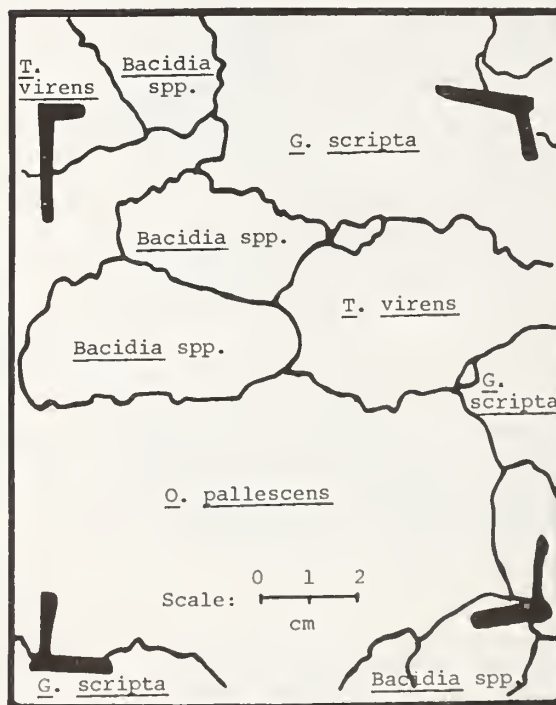 T.
virens
Bacidia
spp.
G. scripta
Bacidia spp.
T. virens
Bacidia spp.
G.
scripta
O. pallescens
0 1 2
Scale:
cm
G. scripta
Bacidia spp.